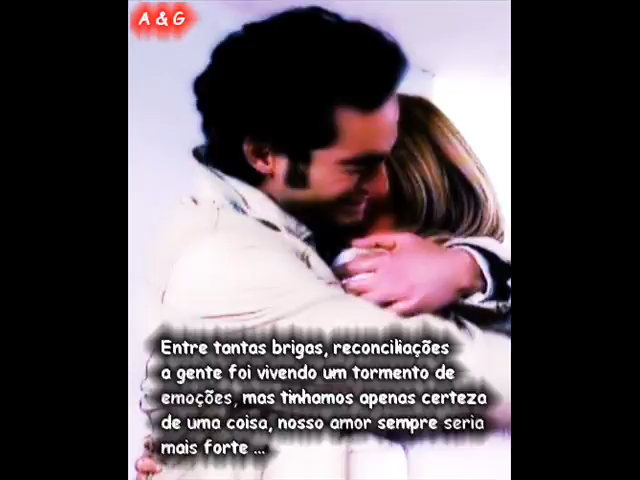 A & G
Entre tantas brigas, reconciliações
a gente foi vivendo um tormento de
emoções, mas tinhamos apenas certeza
de uma coisa, nosso amor sempre seria
mais forte ...